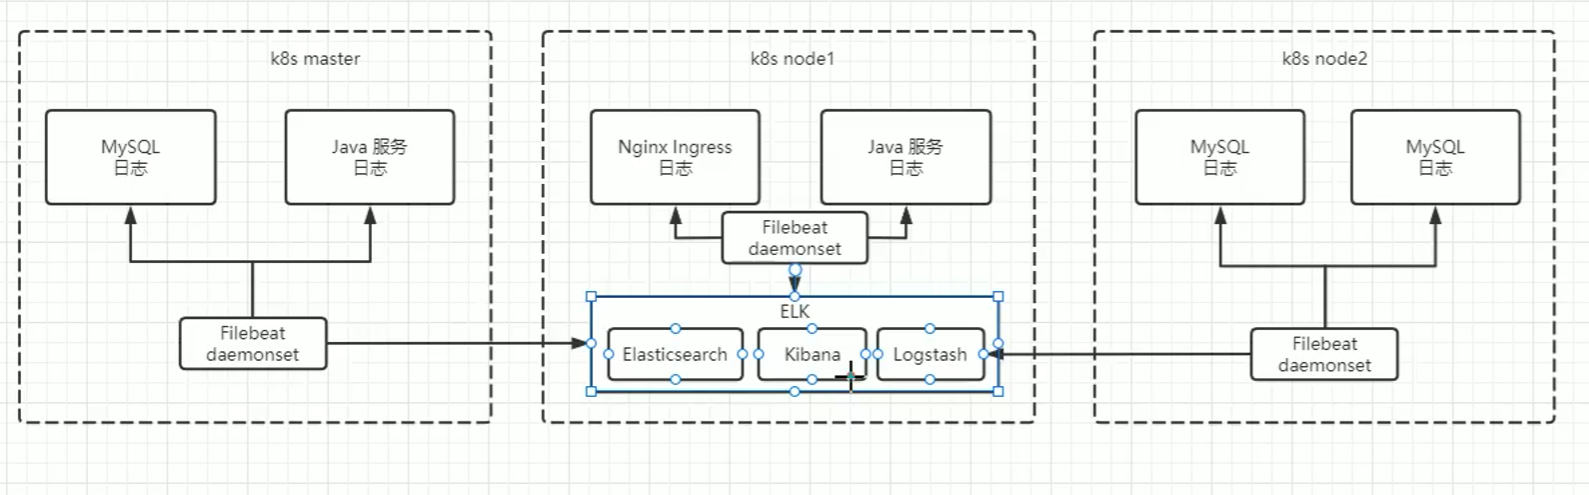 k8s master
MySQL
日志
Java 服务
日志
Filebeat
daemonset
k8s node1
Nginx Ingress
日志
Java 服务
日志
Filebeat
daemonset
ELK
Elasticsearch
Kibana
Logstash
k8s node2
MySQL
日志
MySQL
日志
Filebeat
daemonset